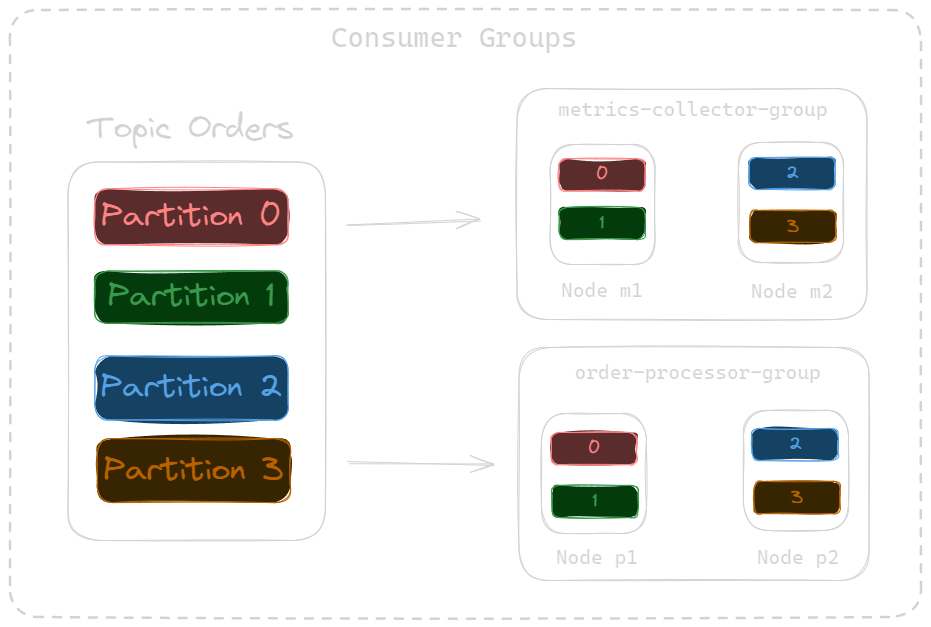 Consumer Groups
Topic Orders
Partition 0
Partition 1
Partition 2
Partition 3
metrics-collector-group
0
1
Node m1
2
3
Node m2
order-processor-group
0
1
Node p1
2
3
Node p2